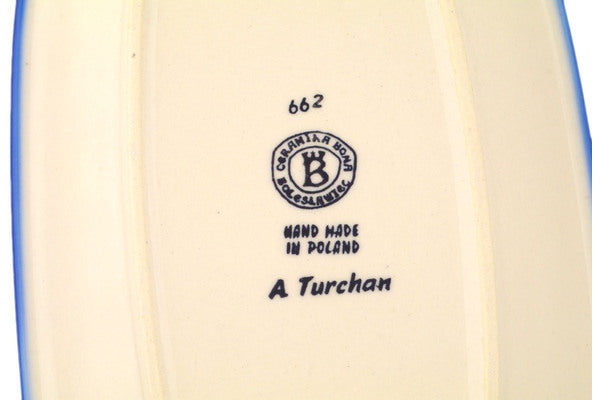 662
CERAMIKA BONA
B
BOLESŁAWIEC
HAND MADE
IN POLAND
A Turchan